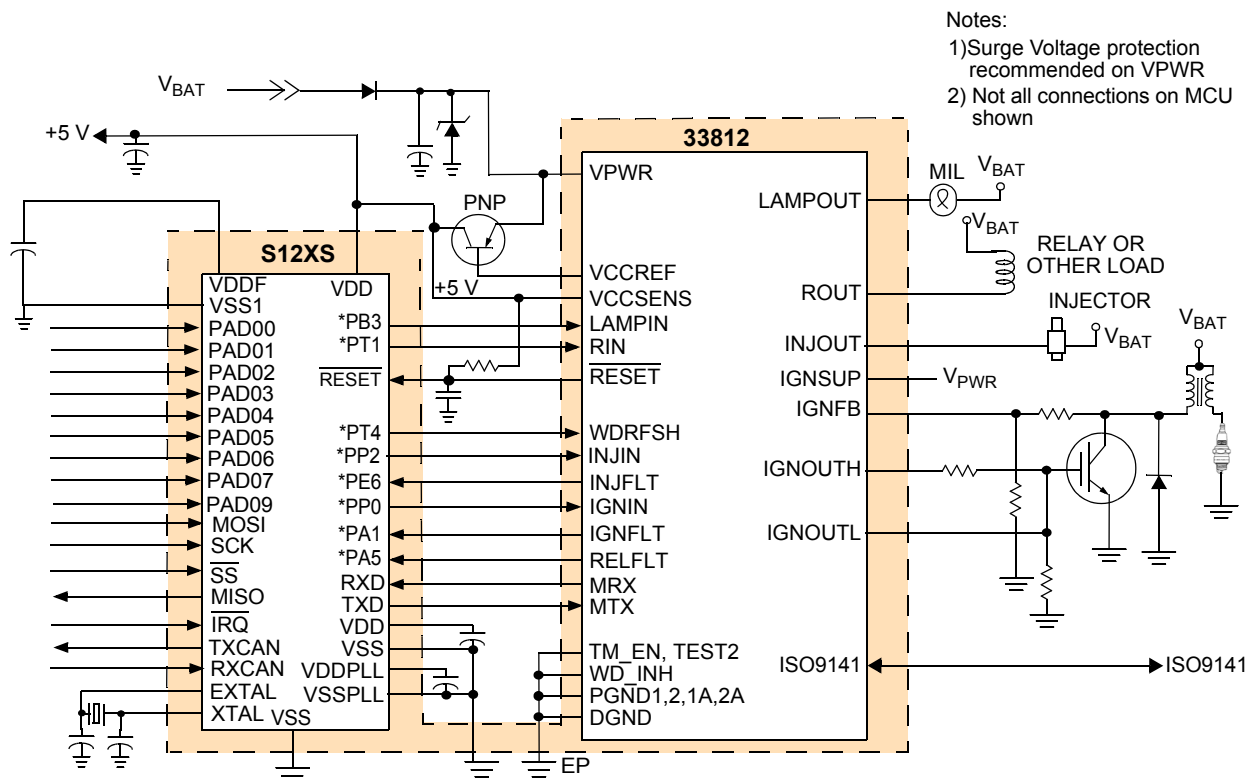 Notes:
1)Surge Voltage protection
recommended on VPWR
2) Not all connections on MCU
shown
VBAT
+5 V
33812
VPWR
LAMPOUT
MIL
VBAT
PNP
VBAT
RELAY OR
OTHER LOAD
S12XS
VCCREF
VDDF
VDD
+5 V
VCCSENS
ROUT
INJECTOR
VSS1
*PB3
LAMPIN
VBAT
PAD00
*PT1
RIN
INJOUT
VBAT
PAD01
PAD02
RESET
RESET
IGNSUP
VPWR
PAD03
IGNFB
PAD04
*PT4
WDRFSH
PAD05
*PP2
INJIN
PAD06
IGNOUTH
PAD07
*PE6
INJFLT
PAD09
*PP0
IGNIN
MOSI
*PA1
IGNFLT
IGNOUTL
SCK
*PA5
RELFLT
SS
RXD
MRX
MISO
TXD
MTX
IRQ
VDD
TXCAN
VSS
TM_EN, TEST2
RXCAN
VDDPLL
WD_INH
ISO9141
ISO9141
EXTAL
VSSPLL
PGND1,2,1A,2A
XTAL
VSS
DGND
EP